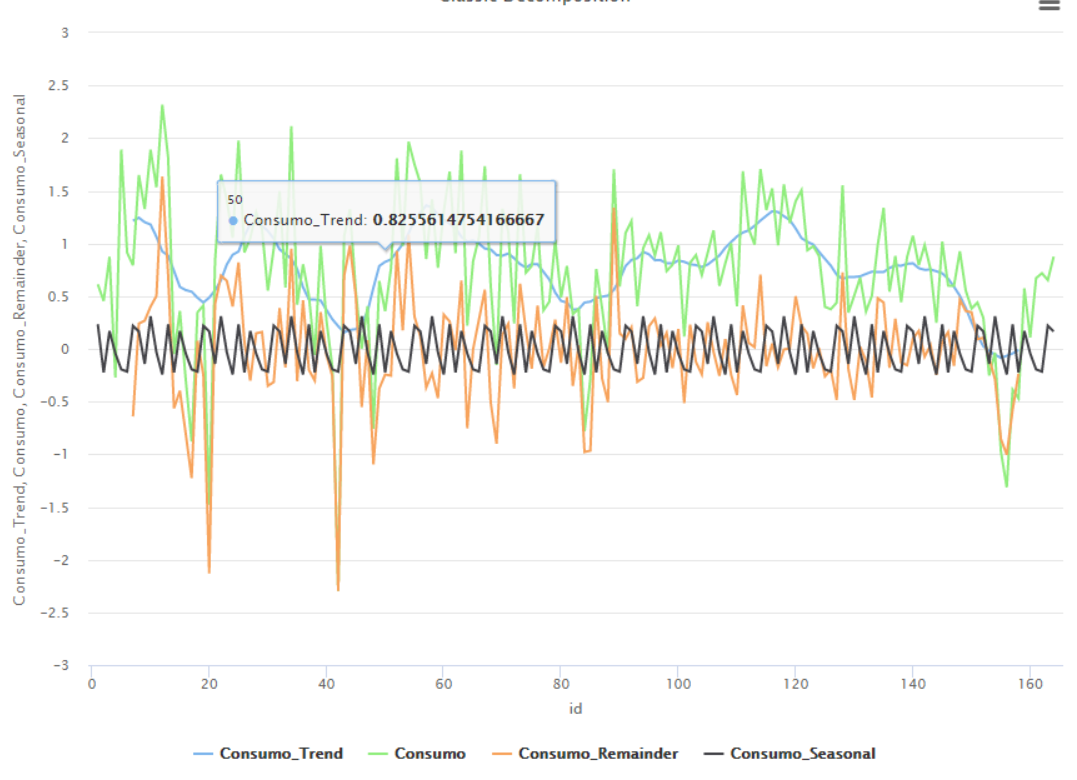 Classic Decomposition
3
2.5
2
1.5
1
0.5
0
-0.5
-1
-1.5
-2
-2.5
-3
Consumo_Trend, Consumo, Consumo_Remainder, Consumo_Seasonal
50
Consumo_Trend: 0.8255614754166667
0 20 40 60 80 100 120 140 160
id
Consumo_Trend Consumo Consumo_Remainder Consumo_Seasonal